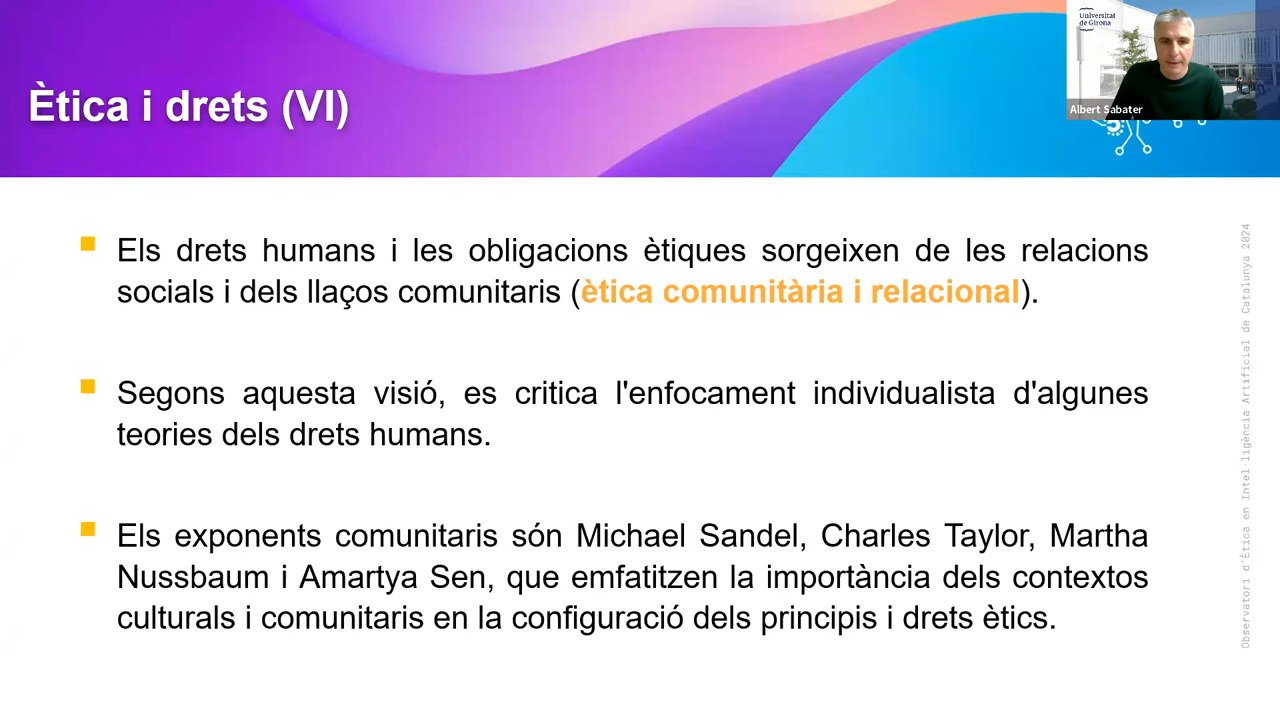 Ètica i drets (VI)
Universitat
de Girona
Albert Sabater
Els drets humans i les obligacions ètiques sorgeixen de les relacions
socials i dels llaços comunitaris (ètica comunitària i relacional).
Segons aquesta visió, es critica l'enfocament individualista d'algunes
teories dels drets humans.
Els exponents comunitaris són Michael Sandel, Charles Taylor, Martha
Nussbaum i Amartya Sen, que emfatitzen la importància dels contextos
culturals i comunitaris en la configuració dels principis i drets ètics.
Observatori d'Ètica en Intel·ligència Artificial de Catalunya 2024